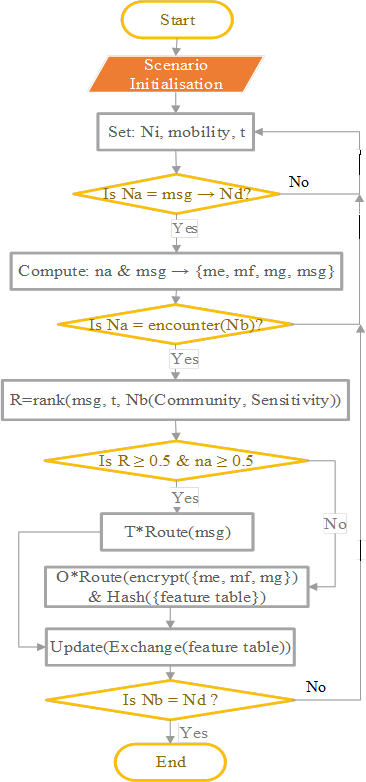 Start
Scenario
Initialisation
Set: Ni, mobility, t
Is Na = msg → Nd?
No
Yes
Compute: na & msg → {me, mf, mg, msg}
Is Na = encounter(Nb)?
Yes
R=rank(msg, t, Nb(Community, Sensitivity))
Is R ≥ 0.5 & na ≥ 0.5
Yes
No
T*Route(msg)
O*Route(encrypt({me, mf, mg})
& Hash({feature table})
Update(Exchange(feature table))
Is Nb = Nd ?
No
Yes
End